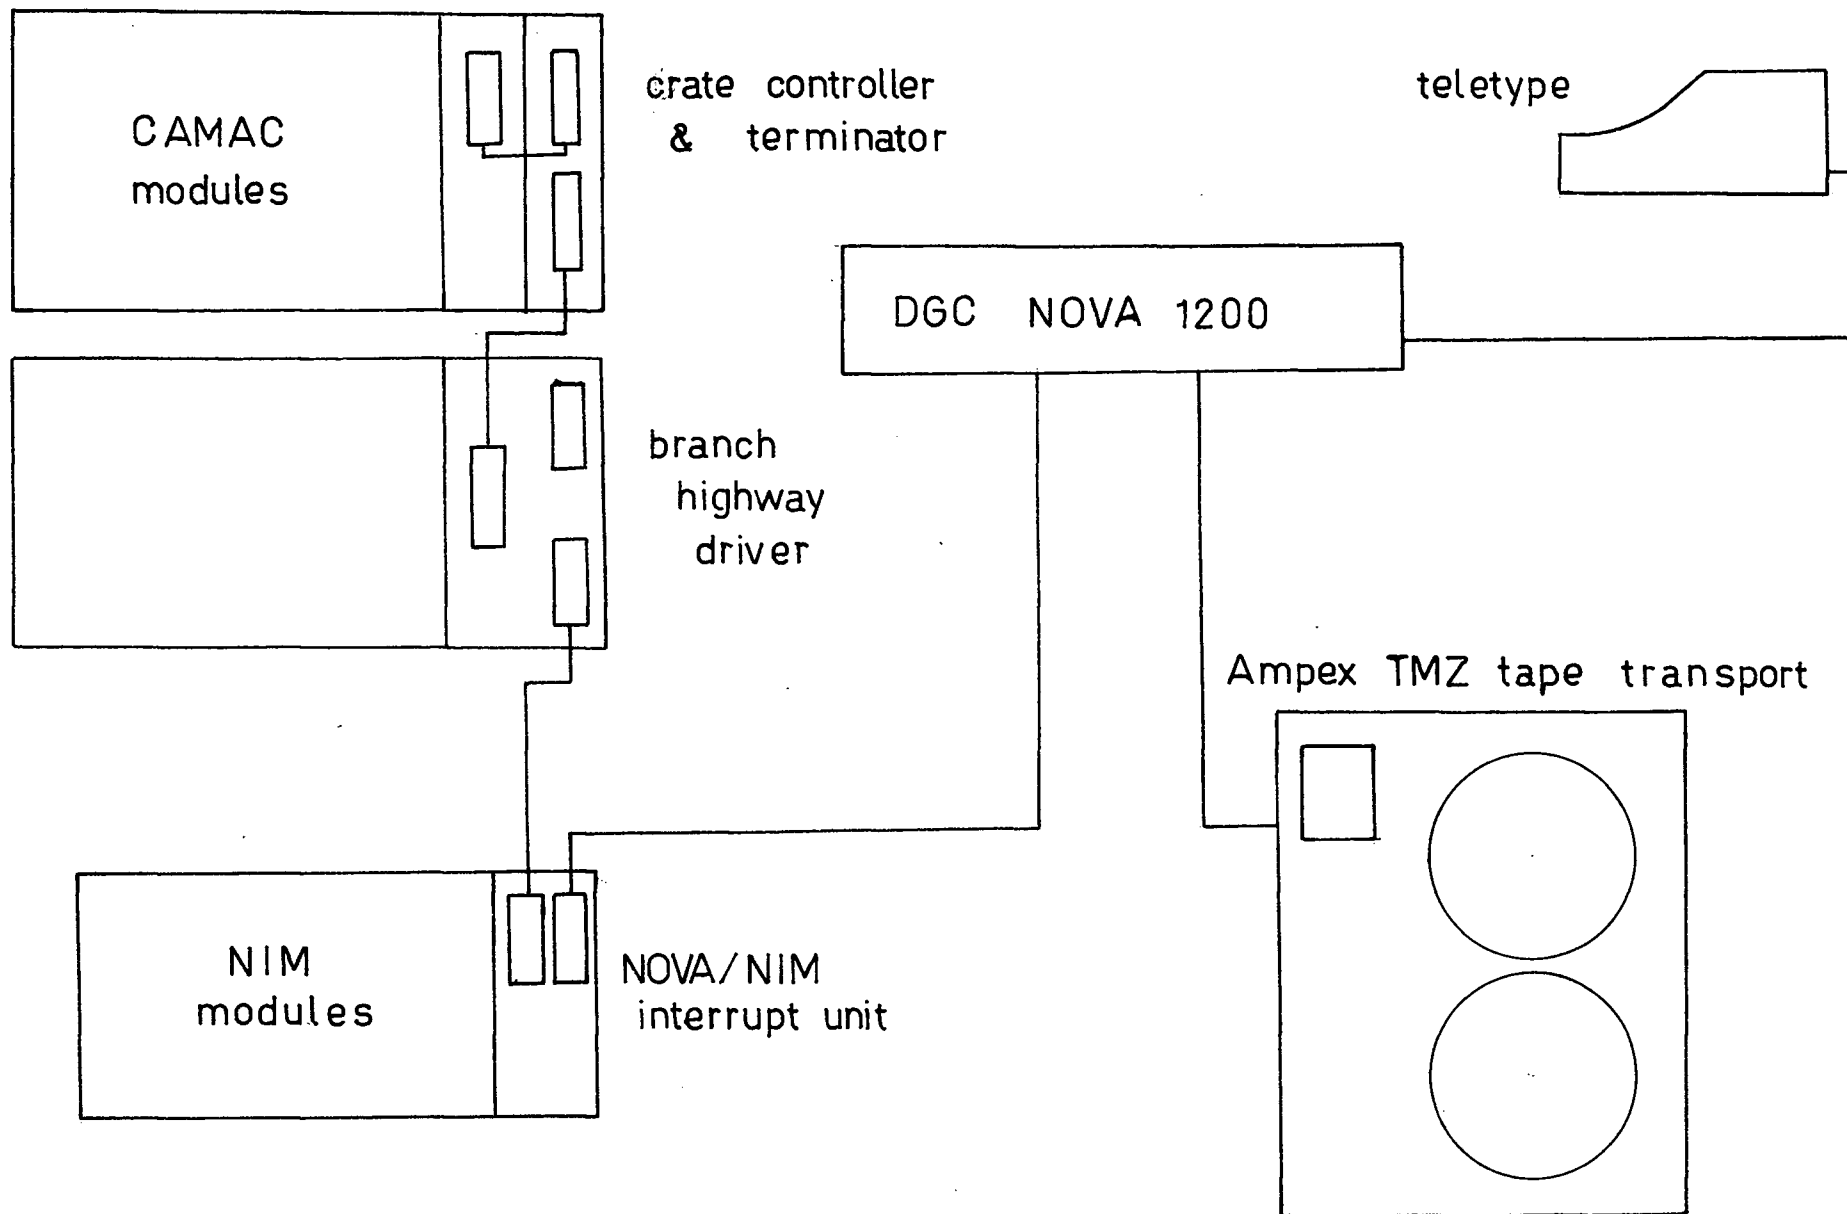 CAMAC
modules
crate controller
& terminator
teletype
DGC NOVA 1200
branch
highway
driver
Ampex TMZ tape transport
NIM
modules
NOVA/NIM
interrupt unit